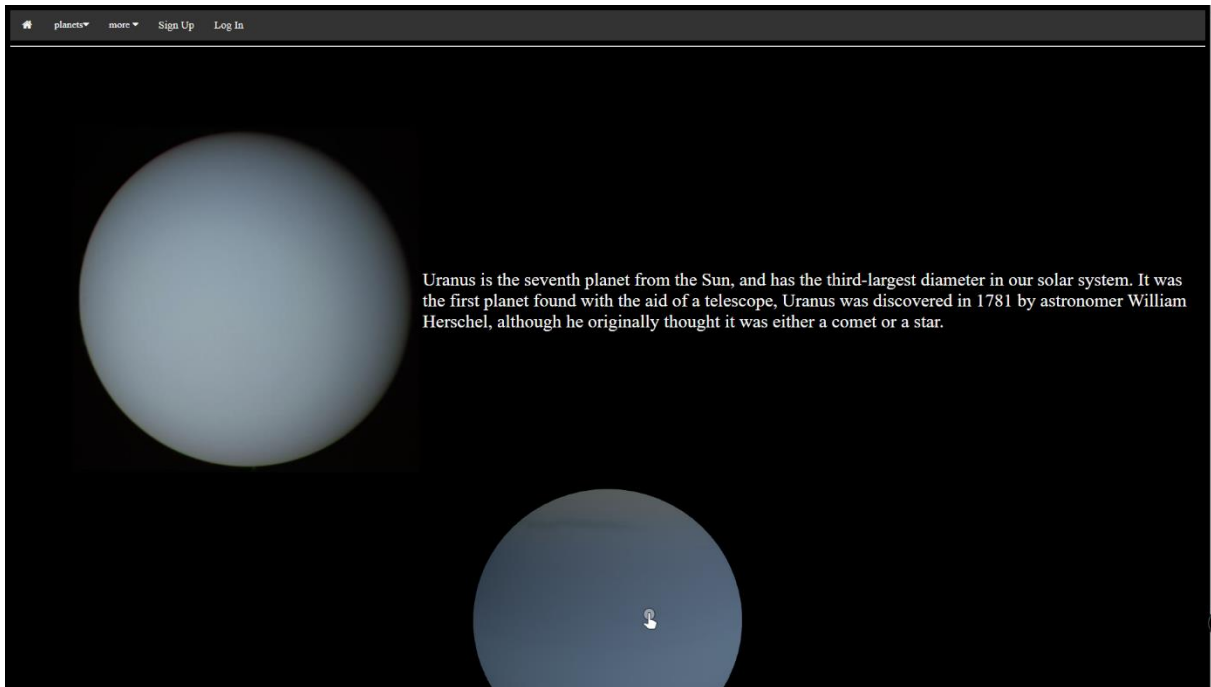 planets more Sign Up Log In
Uranus is the seventh planet from the Sun, and has the third-largest diameter in our solar system. It was
the first planet found with the aid of a telescope, Uranus was discovered in 1781 by astronomer William
Herschel, although he originally thought it was either a comet or a star.